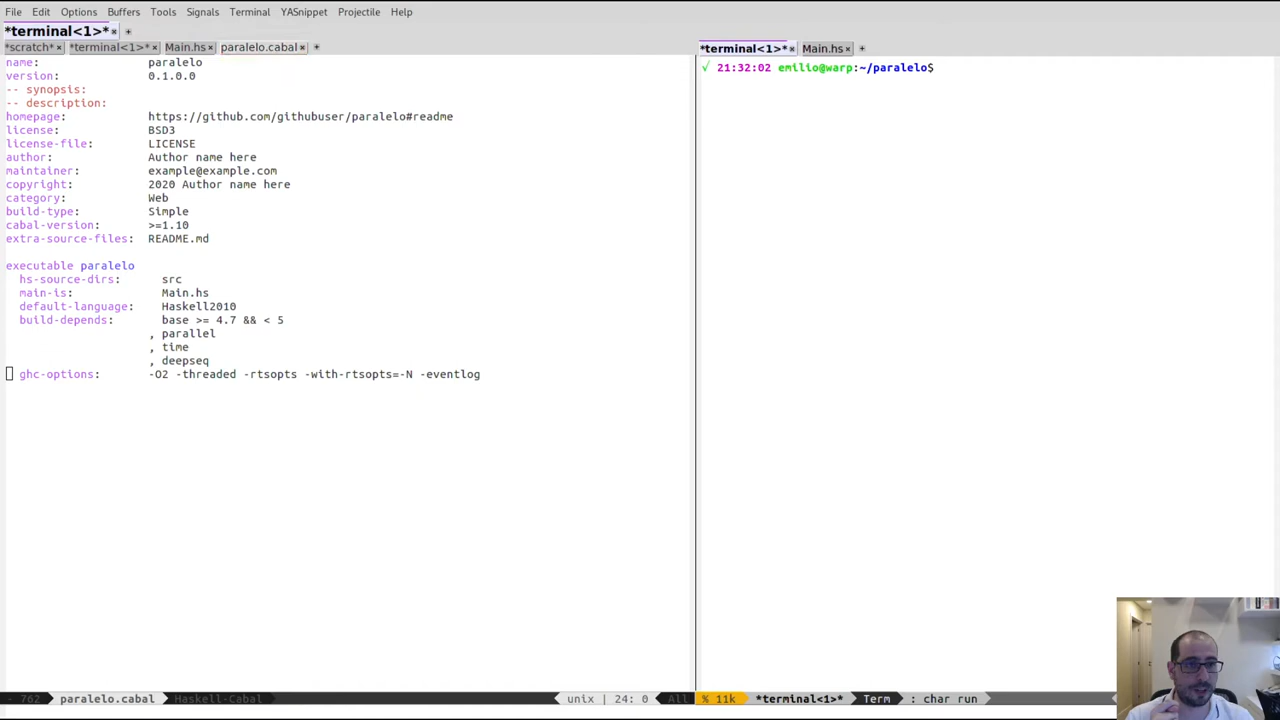 File Edit Options Buffers Tools Signals Terminal YASnippet Projectile Help
*terminal<1>* × +
*scratch* × *terminal<1>* × Main.hs × paralelo.cabal × +
name: paralelo
version: 0.1.0.0
-- synopsis:
-- description:
homepage: https://github.com/githubuser/paralelo#readme
license: BSD3
license-file: LICENSE
author: Author name here
maintainer: example@example.com
copyright: 2020 Author name here
category: Web
build-type: Simple
cabal-version: >=1.10
extra-source-files: README.md
executable paralelo
hs-source-dirs: src
main-is: Main.hs
default-language: Haskell2010
build-depends: base >= 4.7 && < 5
, parallel
, time
, deepseq
ghc-options: -O2 -threaded -rtsopts -with-rtsopts=-N -eventlog
- 762 paralelo.cabal Haskell-Cabal unix | 24: 0 All
*terminal<1>* × Main.hs × +
✓ 21:32:02 emilio@warp:~/paralelo$
% 11k *terminal<1>* Term : char run